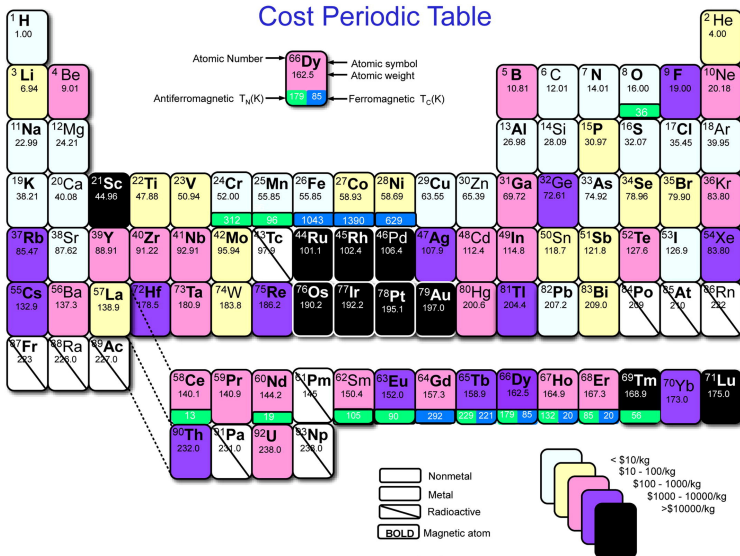 Cost Periodic Table
1 H
1.00
2 He
4.00
66 Dy
162.5
179 85
Atomic Number
Atomic symbol
Atomic weight
Antiferromagnetic T_N(K)
Ferromagnetic T_C(K)
3 Li 4 Be 5 B 6 C 7 N 8 O 9 F 10 Ne
6.94 9.01 10.81 12.01 14.01 16.00 19.00 20.18
36
11 Na 12 Mg 13 Al 14 Si 15 P 16 S 17 Cl 18 Ar
22.99 24.21 26.98 28.09 30.97 32.07 35.45 39.95
19 K 20 Ca 21 Sc 22 Ti 23 V 24 Cr 25 Mn 26 Fe 27 Co 28 Ni 29 Cu 30 Zn 31 Ga 32 Ge 33 As 34 Se 35 Br 36 Kr
38.21 40.08 44.96 47.88 50.94 52.00 55.85 55.85 58.93 58.69 63.55 65.39 69.72 72.61 74.92 78.96 79.90 83.80
312 96 1043 1390 629
37 Rb 38 Sr 39 Y 40 Zr 41 Nb 42 Mo 43 Tc 44 Ru 45 Rh 46 Pd 47 Ag 48 Cd 49 In 50 Sn 51 Sb 52 Te 53 I 54 Xe
85.47 87.62 88.91 91.22 92.91 95.94 97.9 101.1 102.4 106.4 107.9 112.4 114.8 118.7 121.8 127.6 126.9 83.80
55 Cs 56 Ba 57 La 72 Hf 73 Ta 74 W 75 Re 76 Os 77 Ir 78 Pt 79 Au 80 Hg 81 Tl 82 Pb 83 Bi 84 Po 85 At 86 Rn
132.9 137.3 138.9 178.5 180.9 183.8 186.2 190.2 192.2 195.1 197.0 200.6 204.4 207.2 209.0 209 210 222
87 Fr 88 Ra 89 Ac
223 226.0 227.0
58 Ce 59 Pr 60 Nd 61 Pm 62 Sm 63 Eu 64 Gd 65 Tb 66 Dy 67 Ho 68 Er 69 Tm 70 Yb 71 Lu
140.1 140.9 144.2 145 150.4 152.0 157.3 158.9 162.5 164.9 167.3 168.9 173.0 175.0
13 19 105 90 292 229 221 179 85 132 20 85 20 56
90 Th 91 Pa 92 U 93 Np
232.0 231.0 238.0 238.0
Nonmetal
Metal
Radioactive
BOLD Magnetic atom
< $10/kg
$10 - 100/kg
$100 - 1000/kg
$1000 - 10000/kg
>$10000/kg